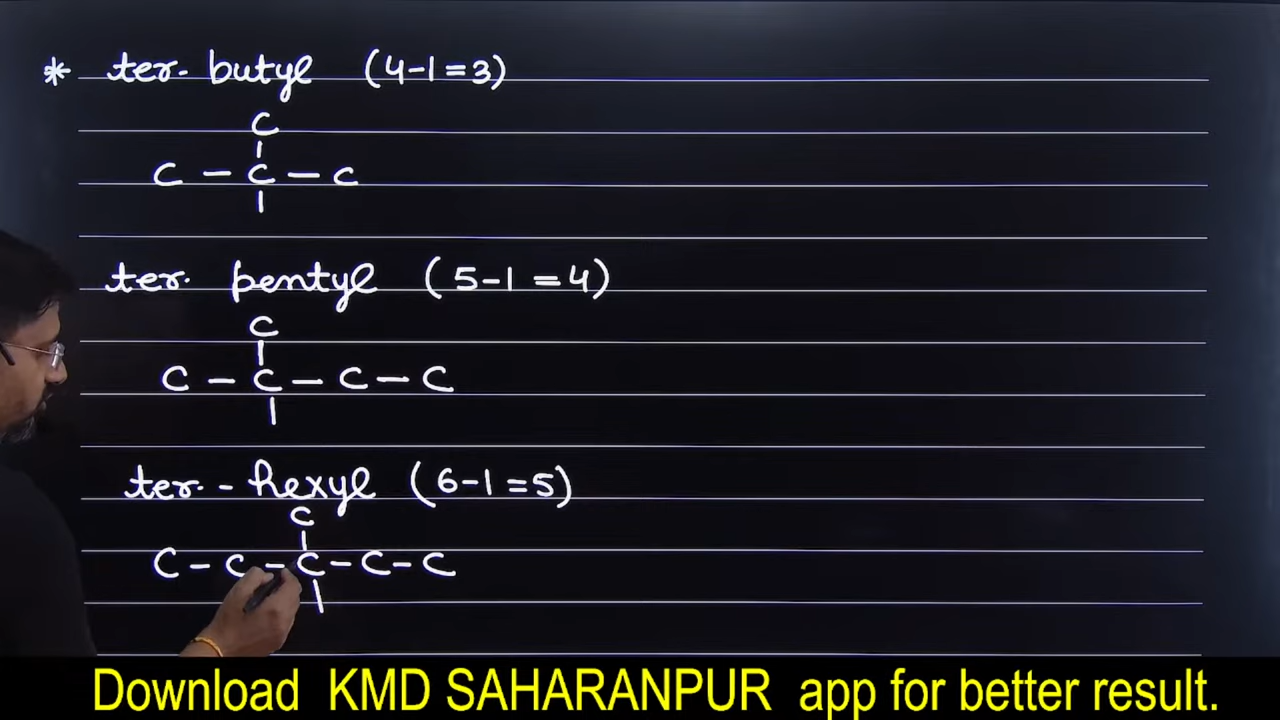 * ter. butyl (4-1=3)
C
C - C - C
ter. pentyl (5-1=4)
C
C - C - C - C
ter. - hexyl (6-1=5)
C
C - C - C - C - C
Download KMD SAHARANPUR app for better result.